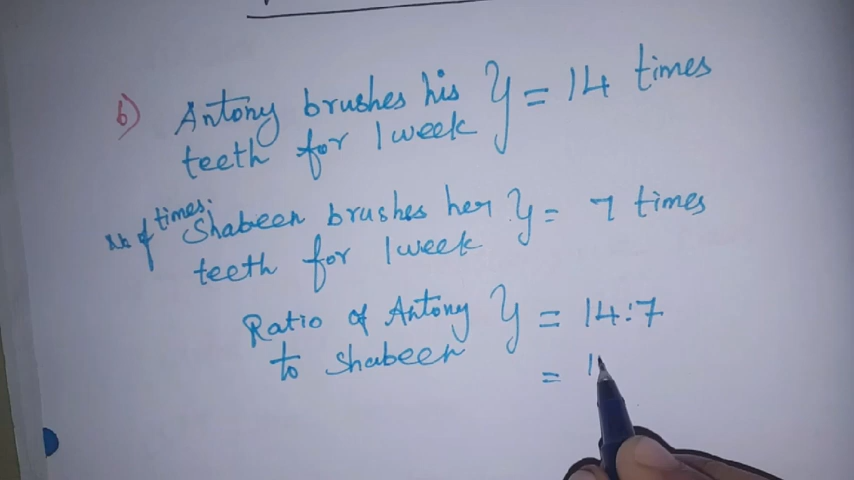 b) Antony brushes his } = 14 times
teeth for 1 week
No of times. Shabeen brushes her } = 7 times
teeth for 1 week
Ratio of Antony } = 14:7
to Shabeen
= 1